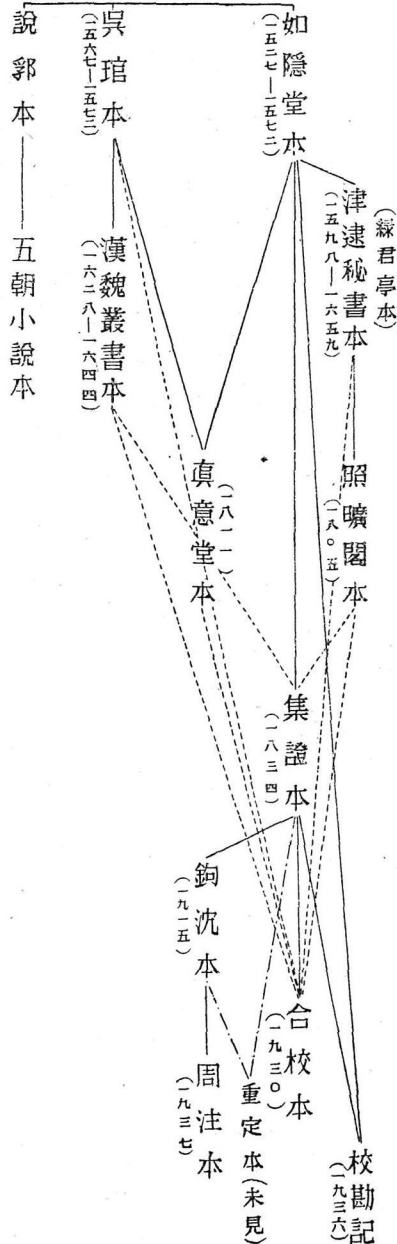 如隱堂本
(一五二七—一五七二)
津逮秘書本
(綠君亭本)
(一五九八—一六五九)
照曠閣本
(一八〇五)
吳琯本
(一五六七—一五七二)
漢魏叢書本
(一六二八—一六四四)
眞意堂本
(一八一一)
說郛本
五朝小說本
集證本
(一八三四)
鉤沈本
(一九一五)
周注本
(一九三七)
重定本(未見)
合校本
(一九三〇)
校勘記
(一九三六)